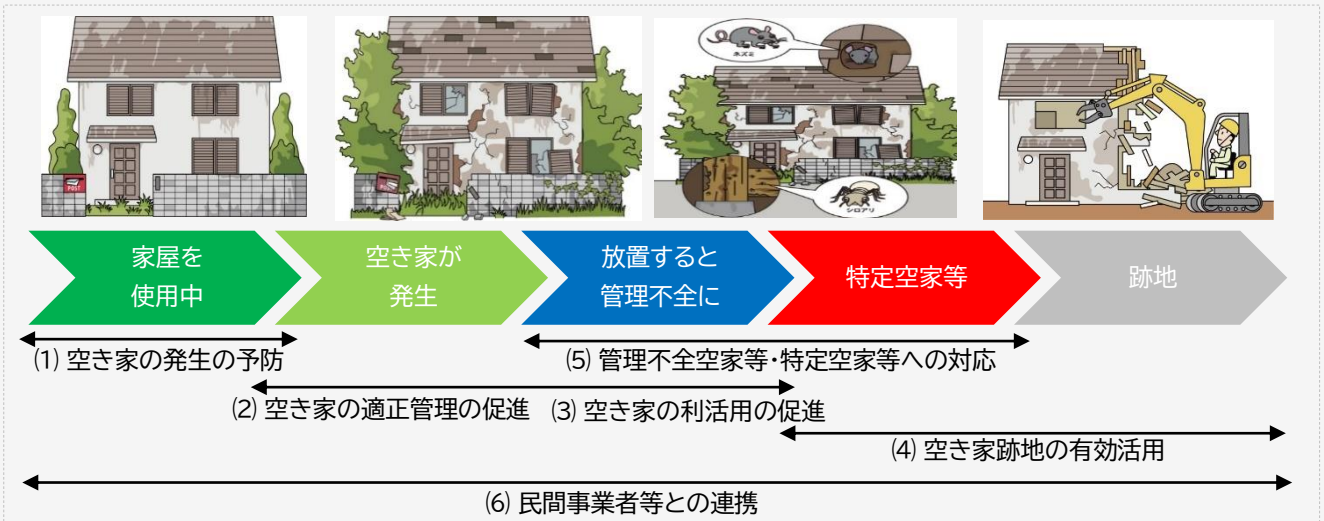 ネズミ
POST
POST
シロアリ
家屋を
使用中
空き家が
発生
放置すると
管理不全に
特定空家等
跡地
⑴ 空き家の発生の予防
⑸ 管理不全空家等・特定空家等への対応
⑵ 空き家の適正管理の促進
⑶ 空き家の利活用の促進
⑷ 空き家跡地の有効活用
⑹ 民間事業者等との連携